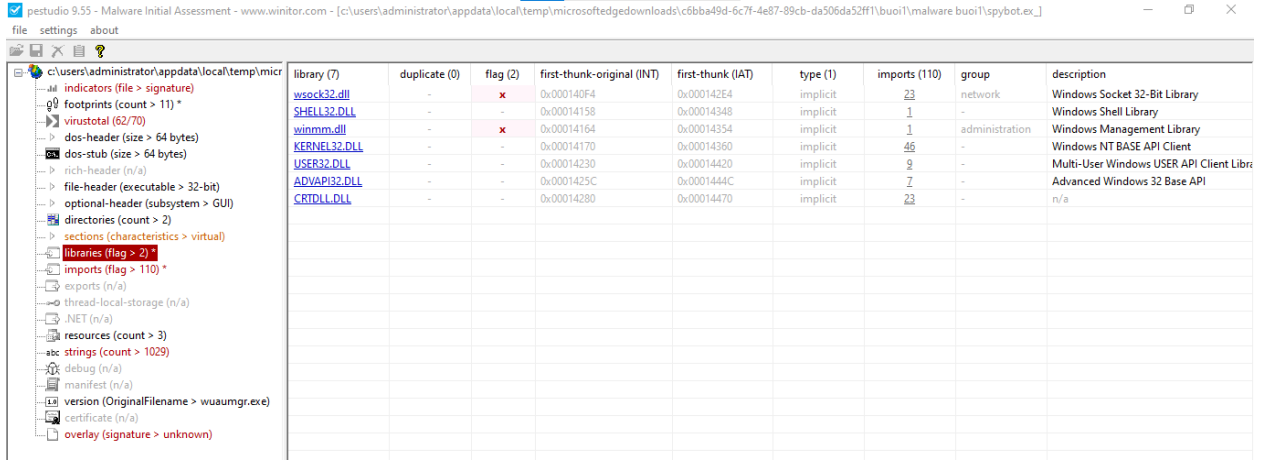 pestudio 9.55 - Malware Initial Assessment - www.winitor.com - [c:\users\administrator\appdata\local\temp\microsoftedgedownloads\c6bba49d-6c7f-4e87-89cb-da506da52ff1\buoi1\malware buoi1\spybot.ex_]
file settings about
c:\users\administrator\appdata\local\temp\micr
indicators (file > signature)
footprints (count > 11) *
virustotal (62/70)
dos-header (size > 64 bytes)
dos-stub (size > 64 bytes)
rich-header (n/a)
file-header (executable > 32-bit)
optional-header (subsystem > GUI)
directories (count > 2)
sections (characteristics > virtual)
libraries (flag > 2) *
imports (flag > 110) *
exports (n/a)
thread-local-storage (n/a)
.NET (n/a)
resources (count > 3)
abc strings (count > 1029)
debug (n/a)
manifest (n/a)
1.0 version (OriginalFilename > wuaumgr.exe)
certificate (n/a)
overlay (signature > unknown)
library (7) duplicate (0) flag (2) first-thunk-original (INT) first-thunk (IAT) type (1) imports (110) group description
wsock32.dll - x 0x000140F4 0x000142E4 implicit 23 network Windows Socket 32-Bit Library
SHELL32.DLL - - 0x00014158 0x00014348 implicit 1 - Windows Shell Library
winmm.dll - x 0x00014164 0x00014354 implicit 1 administration Windows Management Library
KERNEL32.DLL - - 0x00014170 0x00014360 implicit 46 - Windows NT BASE API Client
USER32.DLL - - 0x00014230 0x00014420 implicit 9 - Multi-User Windows USER API Client Libra
ADVAPI32.DLL - - 0x0001425C 0x0001444C implicit 7 - Advanced Windows 32 Base API
CRTDLL.DLL - - 0x00014280 0x00014470 implicit 23 - n/a